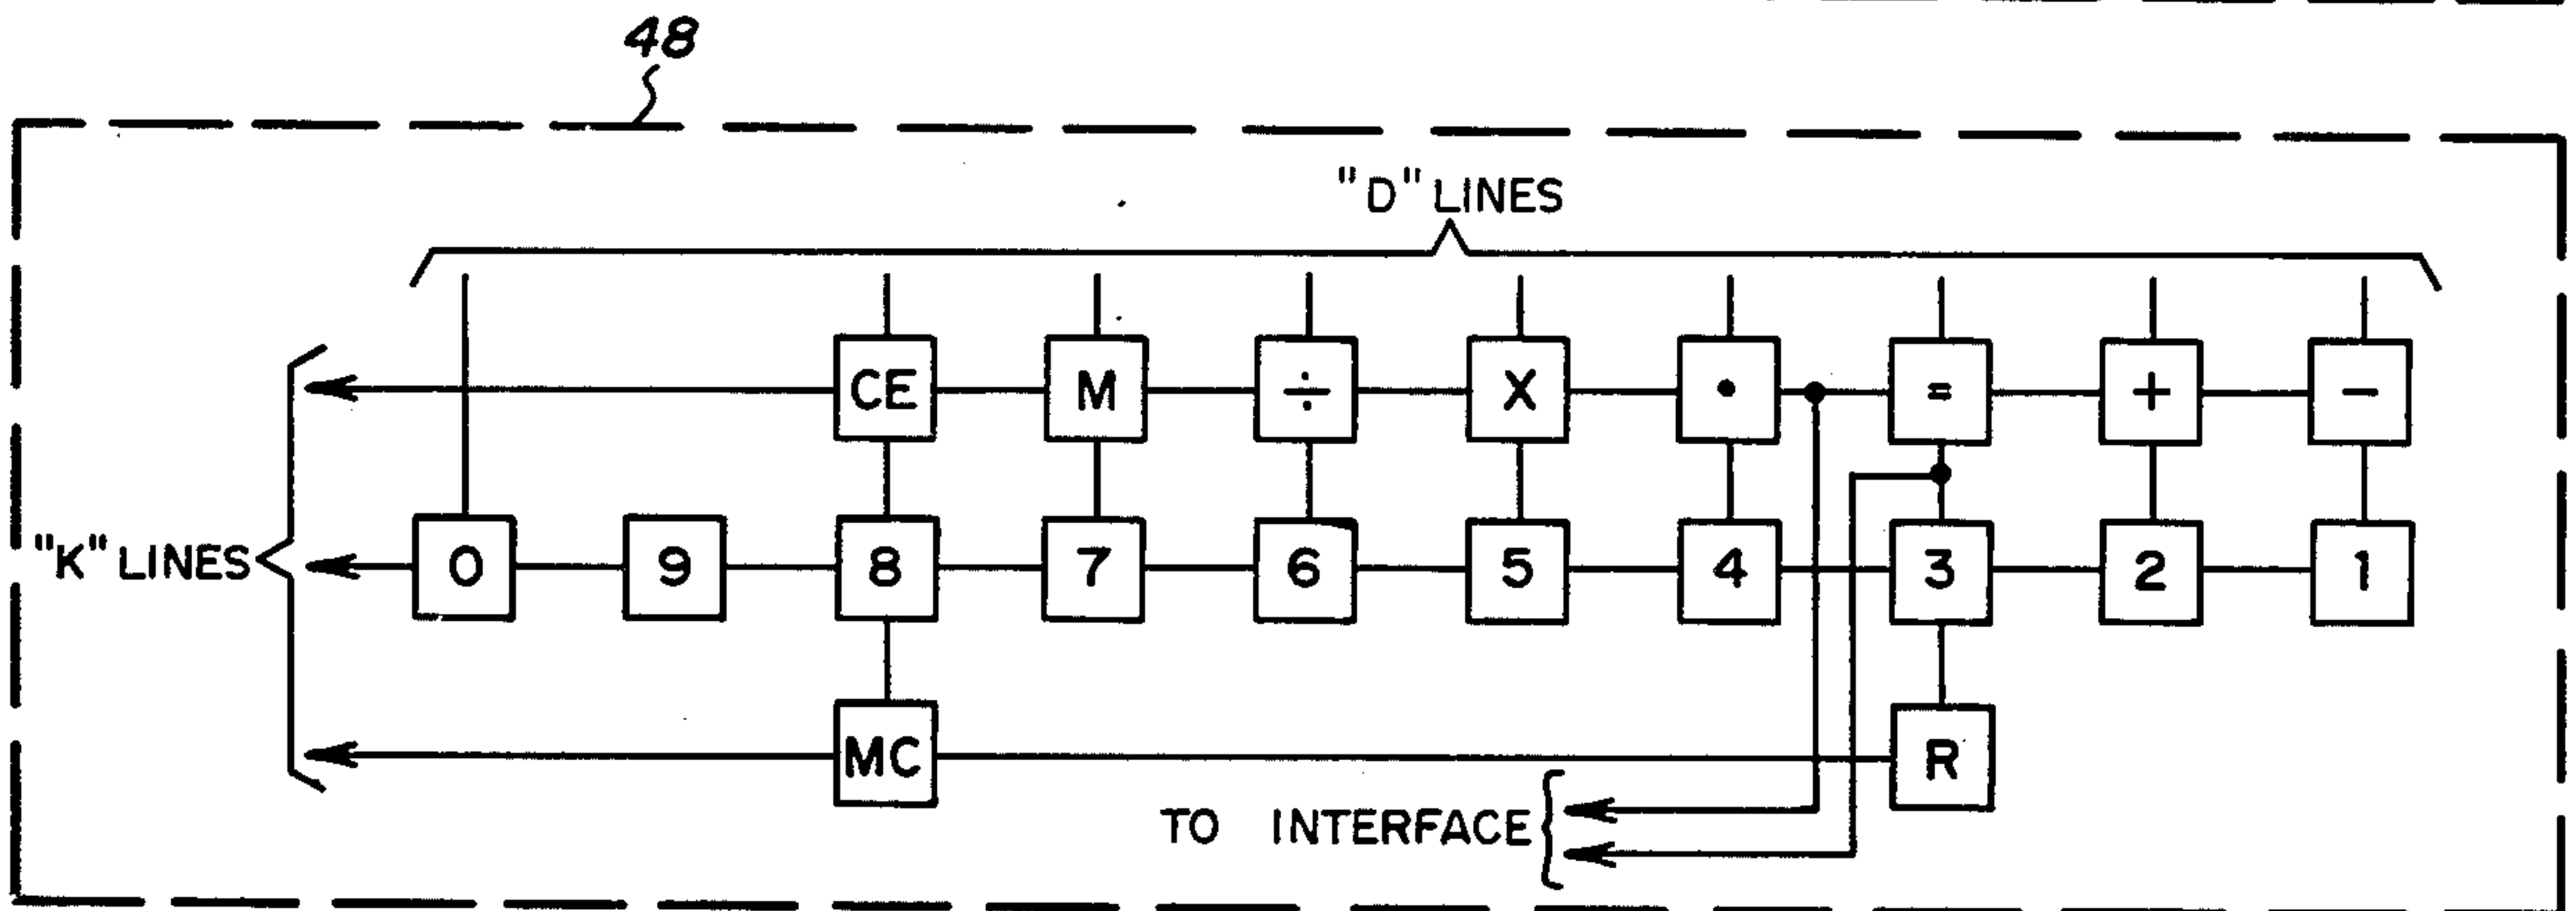 48
"D" LINES
CE M ÷ X • = + −
"K" LINES 0 9 8 7 6 5 4 3 2 1
MC R
TO INTERFACE